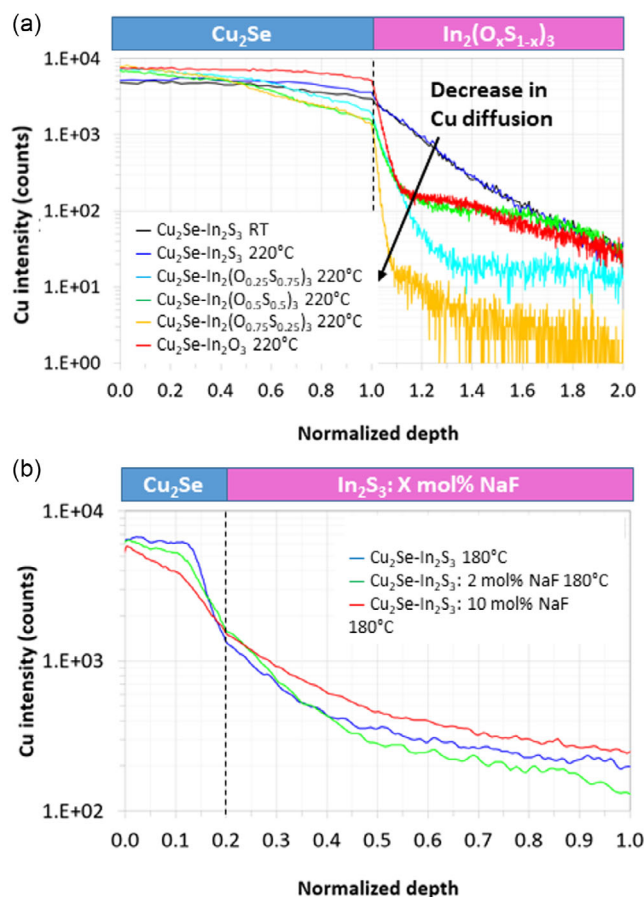 (a)
Cu₂Se
In₂(OₓS₁₋ₓ)₃
Cu intensity (counts)
1.E+04
1.E+03
1.E+02
1.E+01
1.E+00
Decrease in
Cu diffusion
Cu₂Se-In₂S₃ RT
Cu₂Se-In₂S₃ 220°C
Cu₂Se-In₂(O₀.₂₅S₀.₇₅)₃ 220°C
Cu₂Se-In₂(O₀.₅S₀.₅)₃ 220°C
Cu₂Se-In₂(O₀.₇₅S₀.₂₅)₃ 220°C
Cu₂Se-In₂O₃ 220°C
0.0 0.2 0.4 0.6 0.8 1.0 1.2 1.4 1.6 1.8 2.0
Normalized depth
(b)
Cu₂Se
In₂S₃: X mol% NaF
Cu intensity (counts)
1.E+04
1.E+03
1.E+02
Cu₂Se-In₂S₃ 180°C
Cu₂Se-In₂S₃: 2 mol% NaF 180°C
Cu₂Se-In₂S₃: 10 mol% NaF
180°C
0.0 0.1 0.2 0.3 0.4 0.5 0.6 0.7 0.8 0.9 1.0
Normalized depth